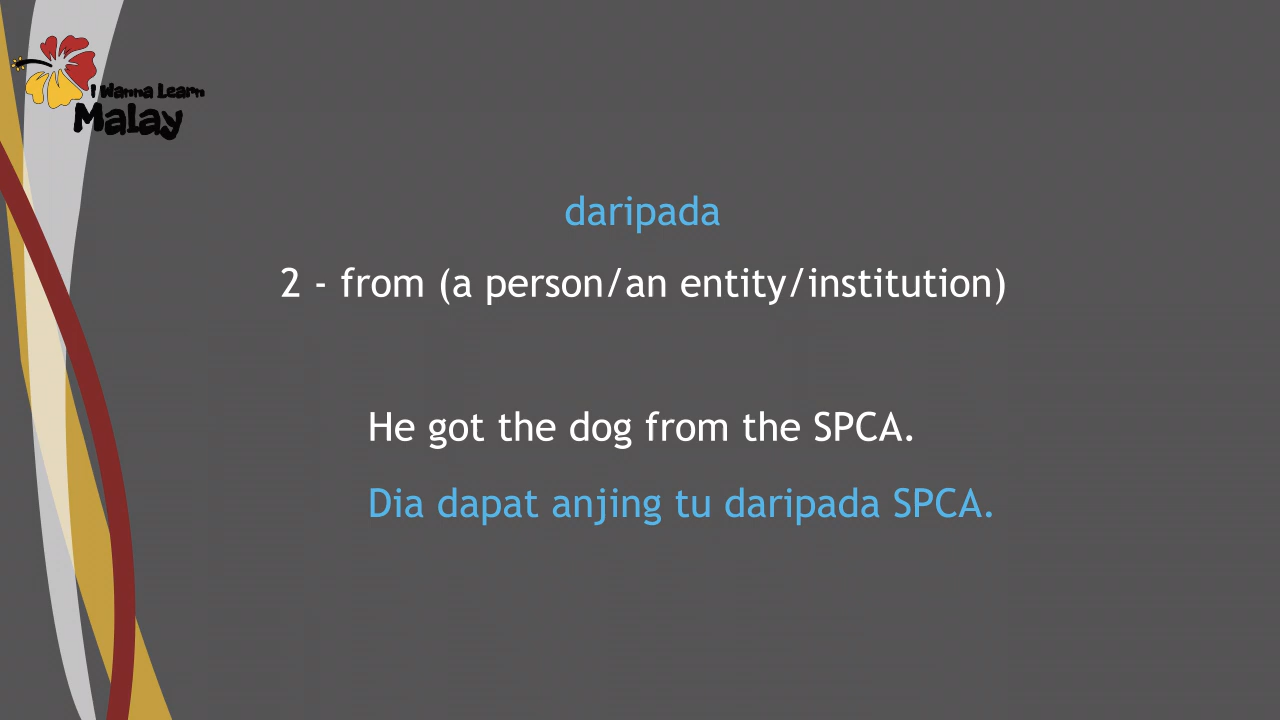 I Wanna Learn
Malay
daripada
2 - from (a person/an entity/institution)
He got the dog from the SPCA.
Dia dapat anjing tu daripada SPCA.